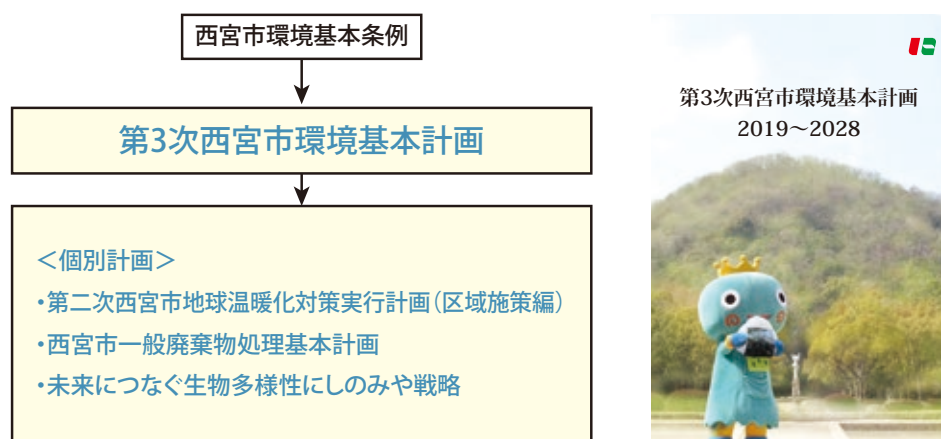 西宮市環境基本条例
第3次西宮市環境基本計画
＜個別計画＞
・第二次西宮市地球温暖化対策実行計画（区域施策編）
・西宮市一般廃棄物処理基本計画
・未来につなぐ生物多様性にしのみや戦略
第3次西宮市環境基本計画
2019～2028